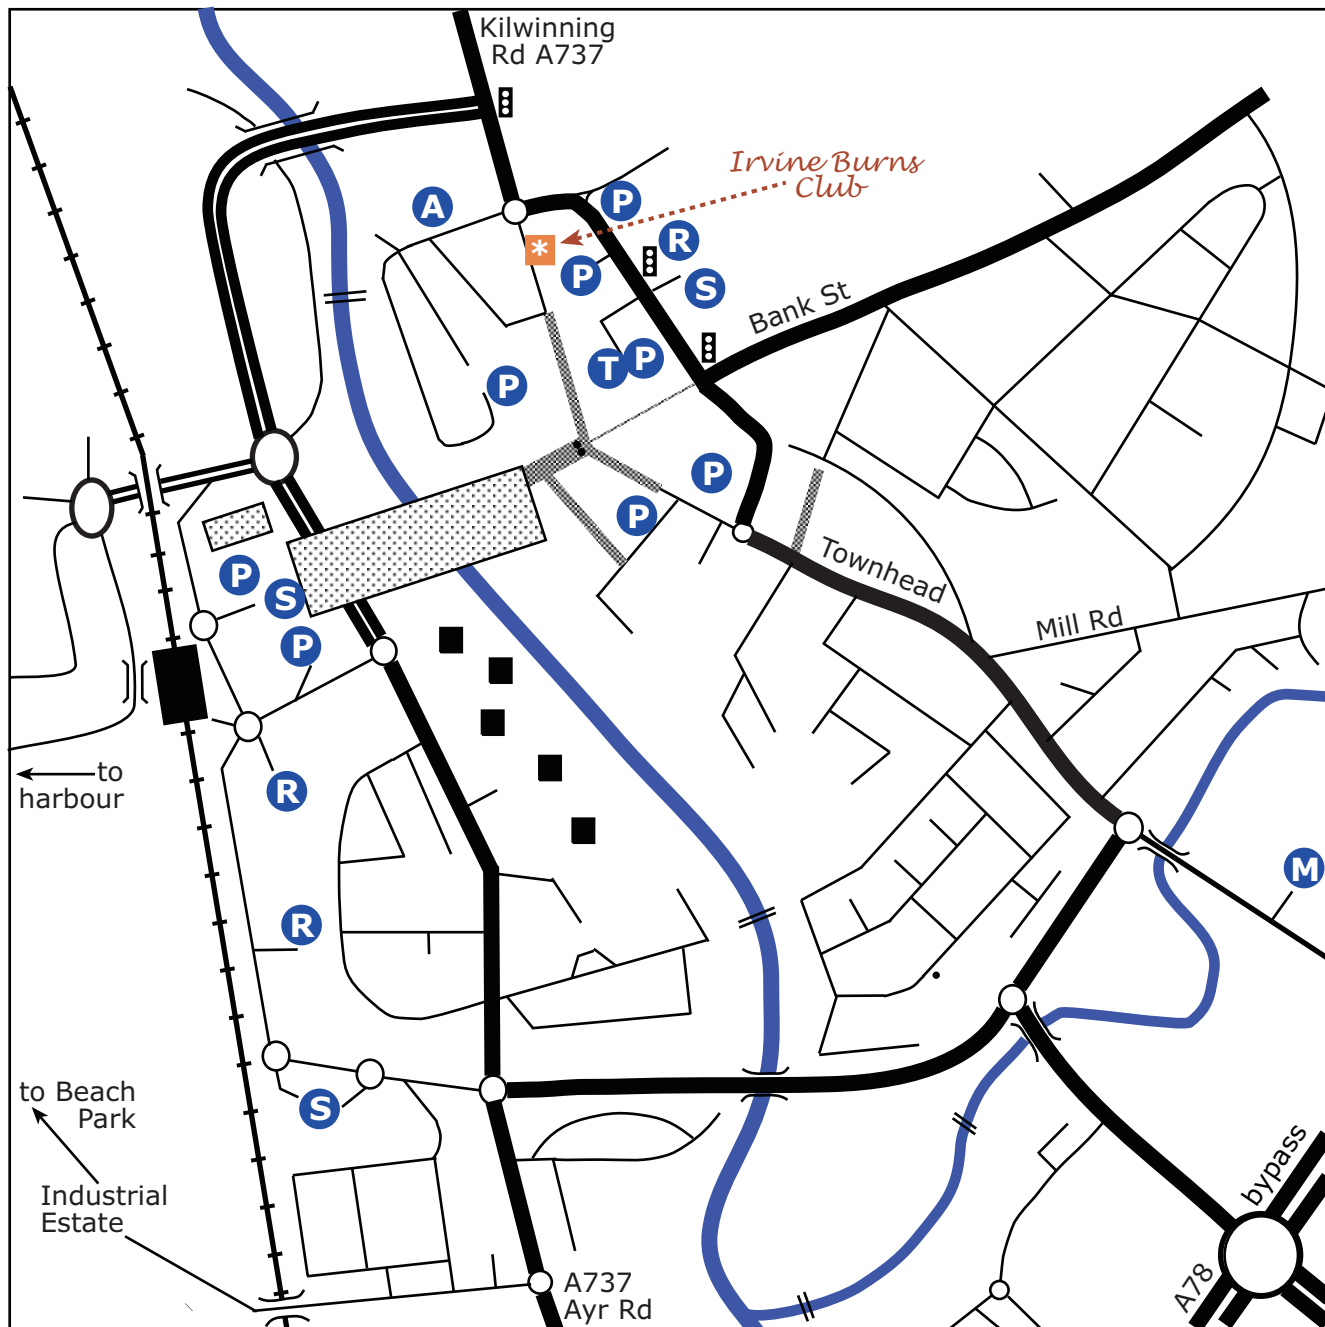 Kilwinning
Rd A737
Irvine Burns
Club
A
P
R
*
P
S
Bank St
T
P
P
P
P
Townhead
P
S
P
Mill Rd
to
harbour
R
M
R
to Beach
Park
S
Industrial
Estate
bypass
A78
A737
Ayr Rd